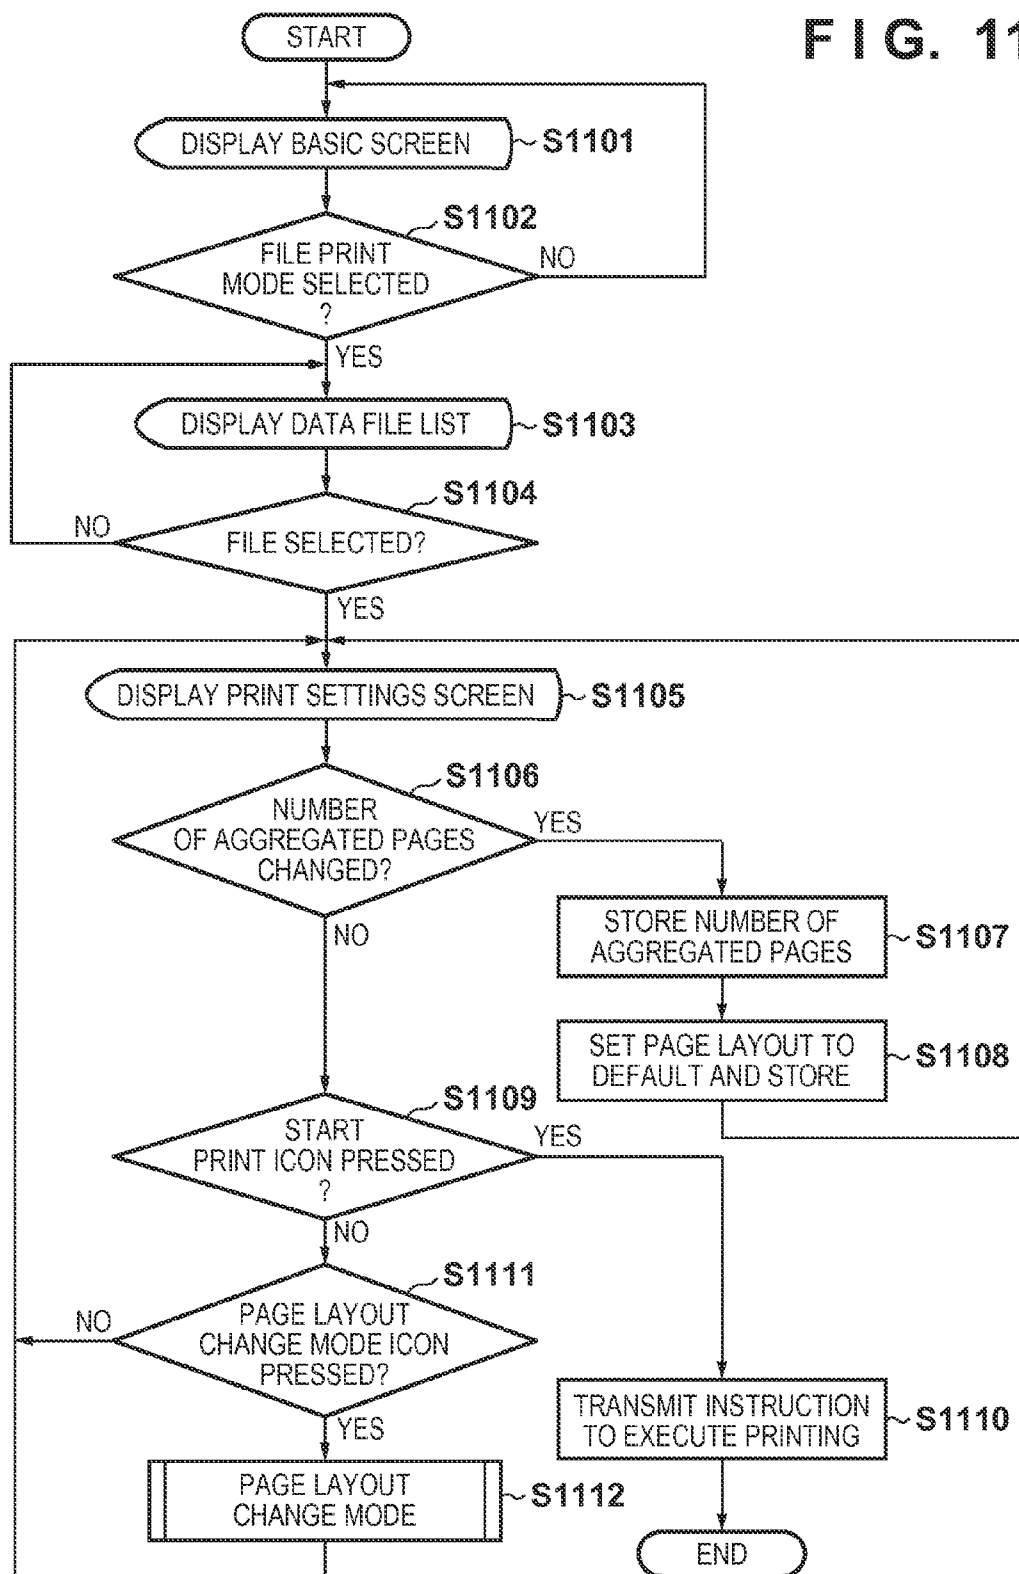 FIG. 11
START
DISPLAY BASIC SCREEN
S1101
S1102
FILE PRINT
MODE SELECTED
?
NO
YES
DISPLAY DATA FILE LIST
S1103
S1104
NO
FILE SELECTED?
YES
DISPLAY PRINT SETTINGS SCREEN
S1105
S1106
NUMBER
OF AGGREGATED PAGES
CHANGED?
YES
NO
STORE NUMBER OF
AGGREGATED PAGES
S1107
SET PAGE LAYOUT TO
DEFAULT AND STORE
S1108
S1109
START
PRINT ICON PRESSED
?
YES
NO
S1111
NO
PAGE LAYOUT
CHANGE MODE ICON
PRESSED?
YES
TRANSMIT INSTRUCTION
TO EXECUTE PRINTING
S1110
PAGE LAYOUT
CHANGE MODE
S1112
END